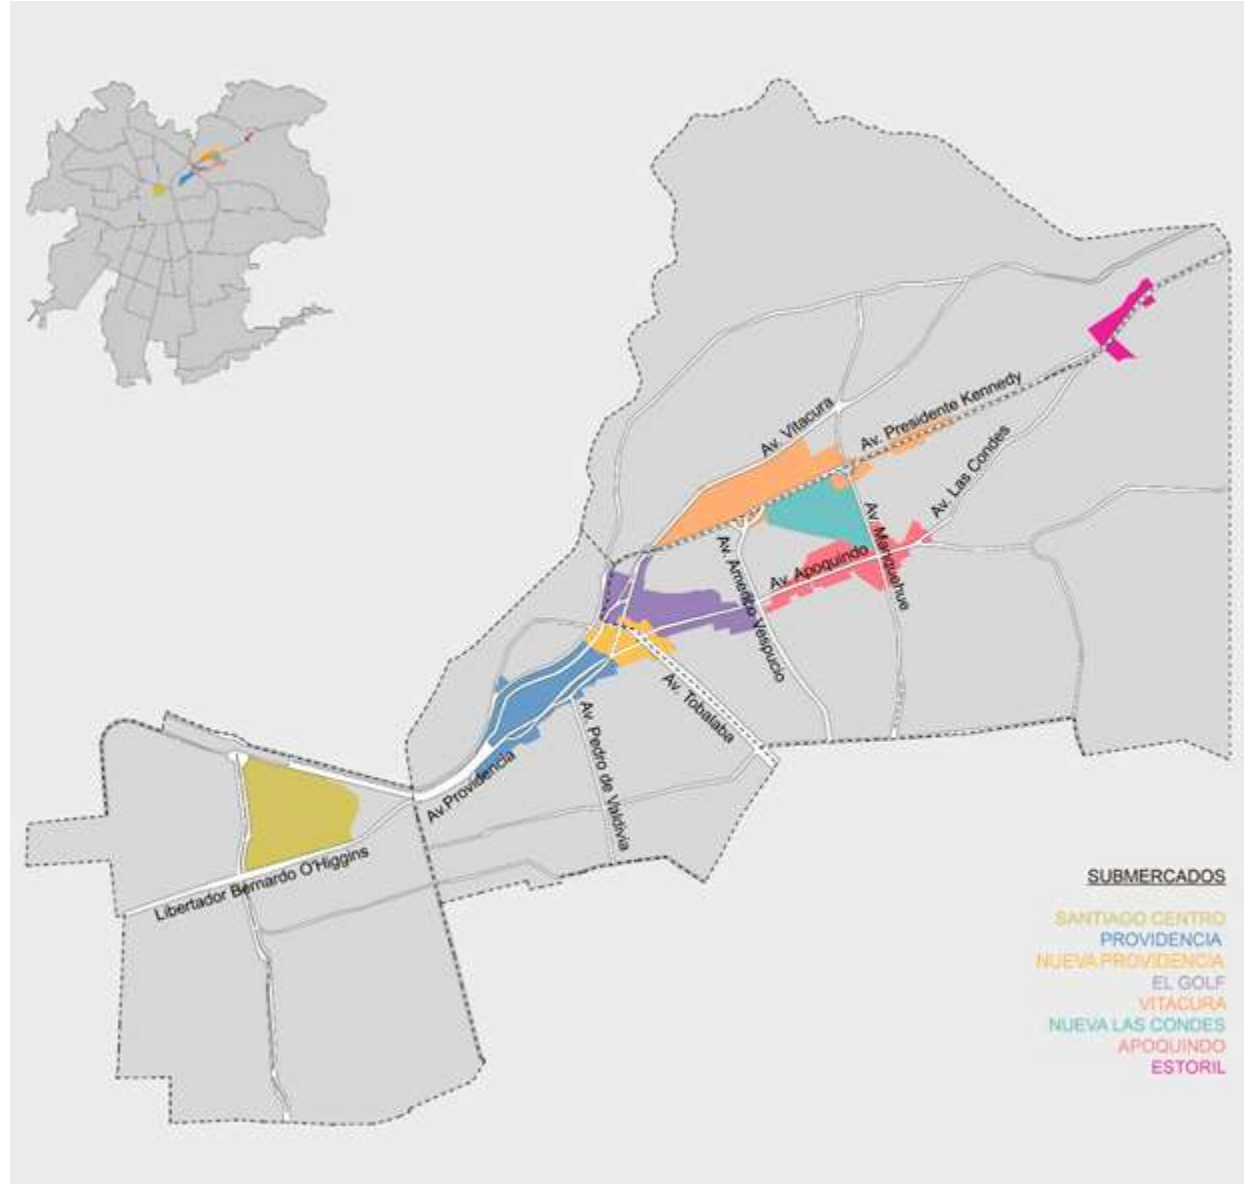 Av. Vitacura
Av. Presidente Kennedy
Av. Las Condes
Av. Manquehue
Av. Americo Vespucio
Av. Apoquindo
Av. Tobalaba
Av. Pedro de Valdivia
Av.Providencia
Libertador Bernardo O'Higgins
SUBMERCADOS
SANTIAGO CENTRO
PROVIDENCIA
NUEVA PROVIDENCIA
EL GOLF
VITACURA
NUEVA LAS CONDES
APOQUINDO
ESTORIL